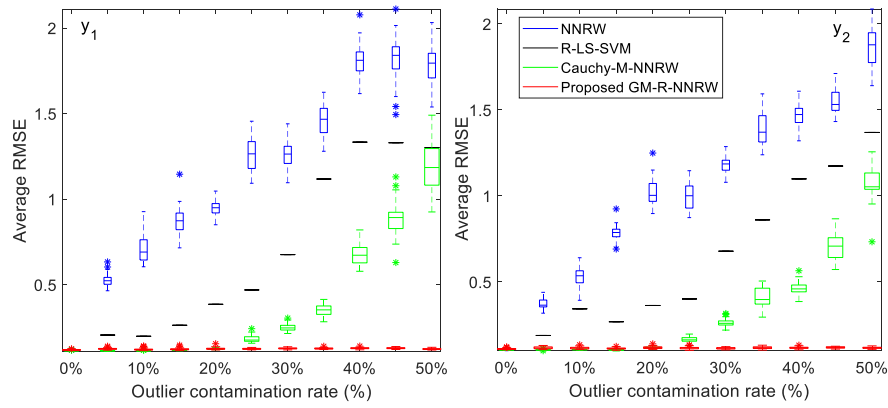 y1
2
1.5
1
0.5
Average RMSE
0% 10% 20% 30% 40% 50%
Outlier contamination rate (%)
y2
NNRW
R-LS-SVM
Cauchy-M-NNRW
Proposed GM-R-NNRW
2
1.5
1
0.5
Average RMSE
0% 10% 20% 30% 40% 50%
Outlier contamination rate (%)